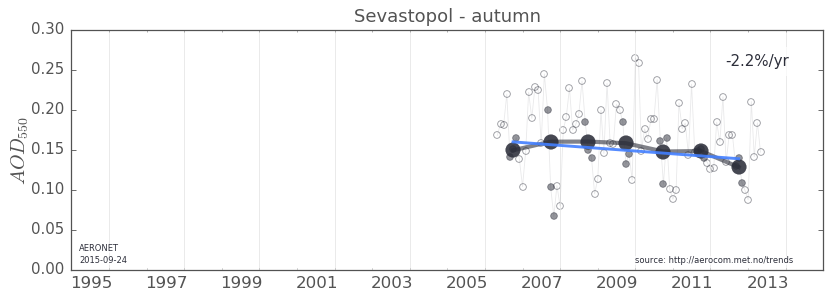 Sevastopol - autumn
0.30
0.25
0.20
0.15
0.10
0.05
0.00
AOD550
-2.2%/yr
AERONET
2015-09-24
source: http://aerocom.met.no/trends
1995 1997 1999 2001 2003 2005 2007 2009 2011 2013